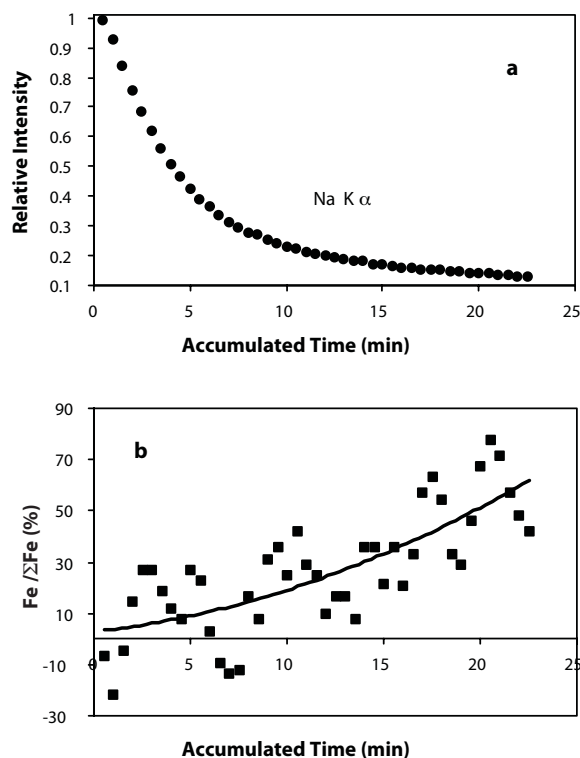 1
0.9
0.8
0.7
0.6
0.5
0.4
0.3
0.2
0.1
Relative Intensity
a
Na K α
0 5 10 15 20 25
Accumulated Time (min)
90
70
50
30
10
-10
-30
Fe /ΣFe (%)
b
0 5 10 15 20 25
Accumulated Time (min)